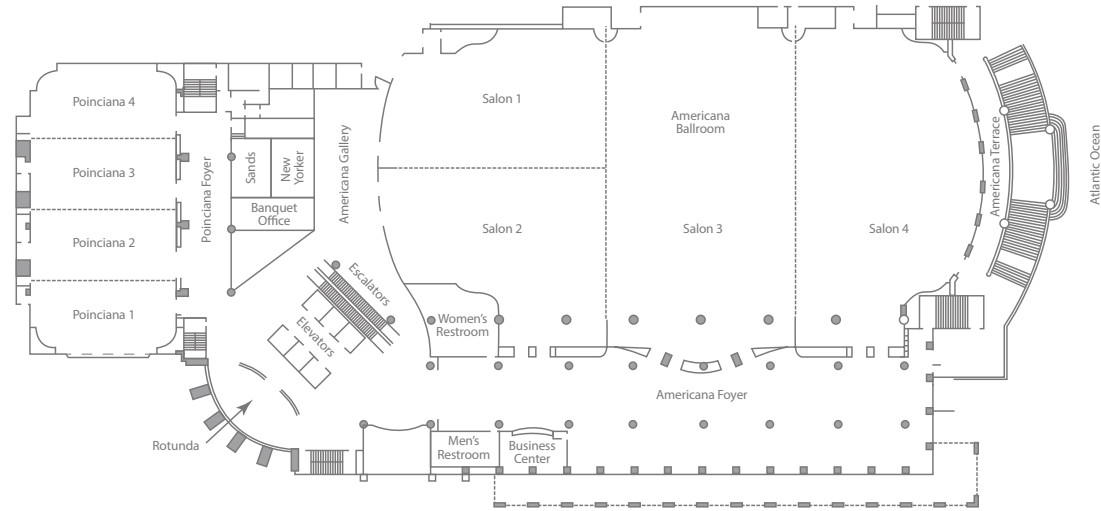 Poinciana 4
Poinciana 3
Poinciana 2
Poinciana 1
Poinciana Foyer
Sands
New
Yorker
Banquet
Office
Americana Gallery
Escalators
Elevators
Rotunda
Salon 1
Salon 2
Women's
Restroom
Men's
Restroom
Business
Center
Americana
Ballroom
Salon 3
Salon 4
Americana Foyer
Americana Terrace
Atlantic Ocean